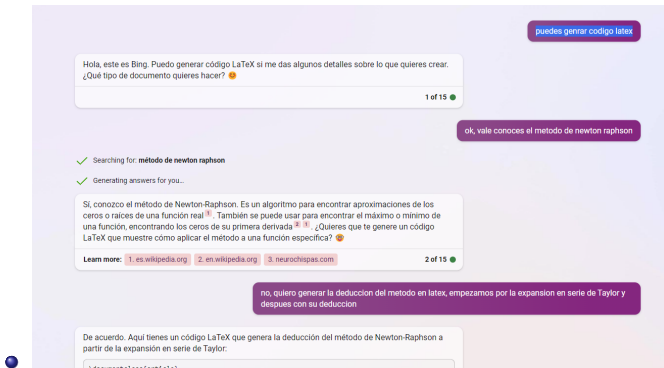 puedes genrar codigo latex
Hola, este es Bing. Puedo generar código LaTeX si me das algunos detalles sobre lo que quieres crear.
¿Qué tipo de documento quieres hacer? 😊
1 of 15
ok, vale conoces el metodo de newton raphson
Searching for: método de newton raphson
Generating answers for you...
Sí, conozco el método de Newton-Raphson. Es un algoritmo para encontrar aproximaciones de los
ceros o raíces de una función real 1 . También se puede usar para encontrar el máximo o mínimo de
una función, encontrando los ceros de su primera derivada 2 1 . ¿Quieres que te genere un código
LaTeX que muestre cómo aplicar el método a una función específica? 😊
Learn more: 1. es.wikipedia.org 2. en.wikipedia.org 3. neurochispas.com 2 of 15
no, quiero generar la deduccion del metodo en latex, empezamos por la expansion en serie de Taylor y
despues con su deduccion
De acuerdo. Aquí tienes un código LaTeX que genera la deducción del método de Newton-Raphson a
partir de la expansión en serie de Taylor: